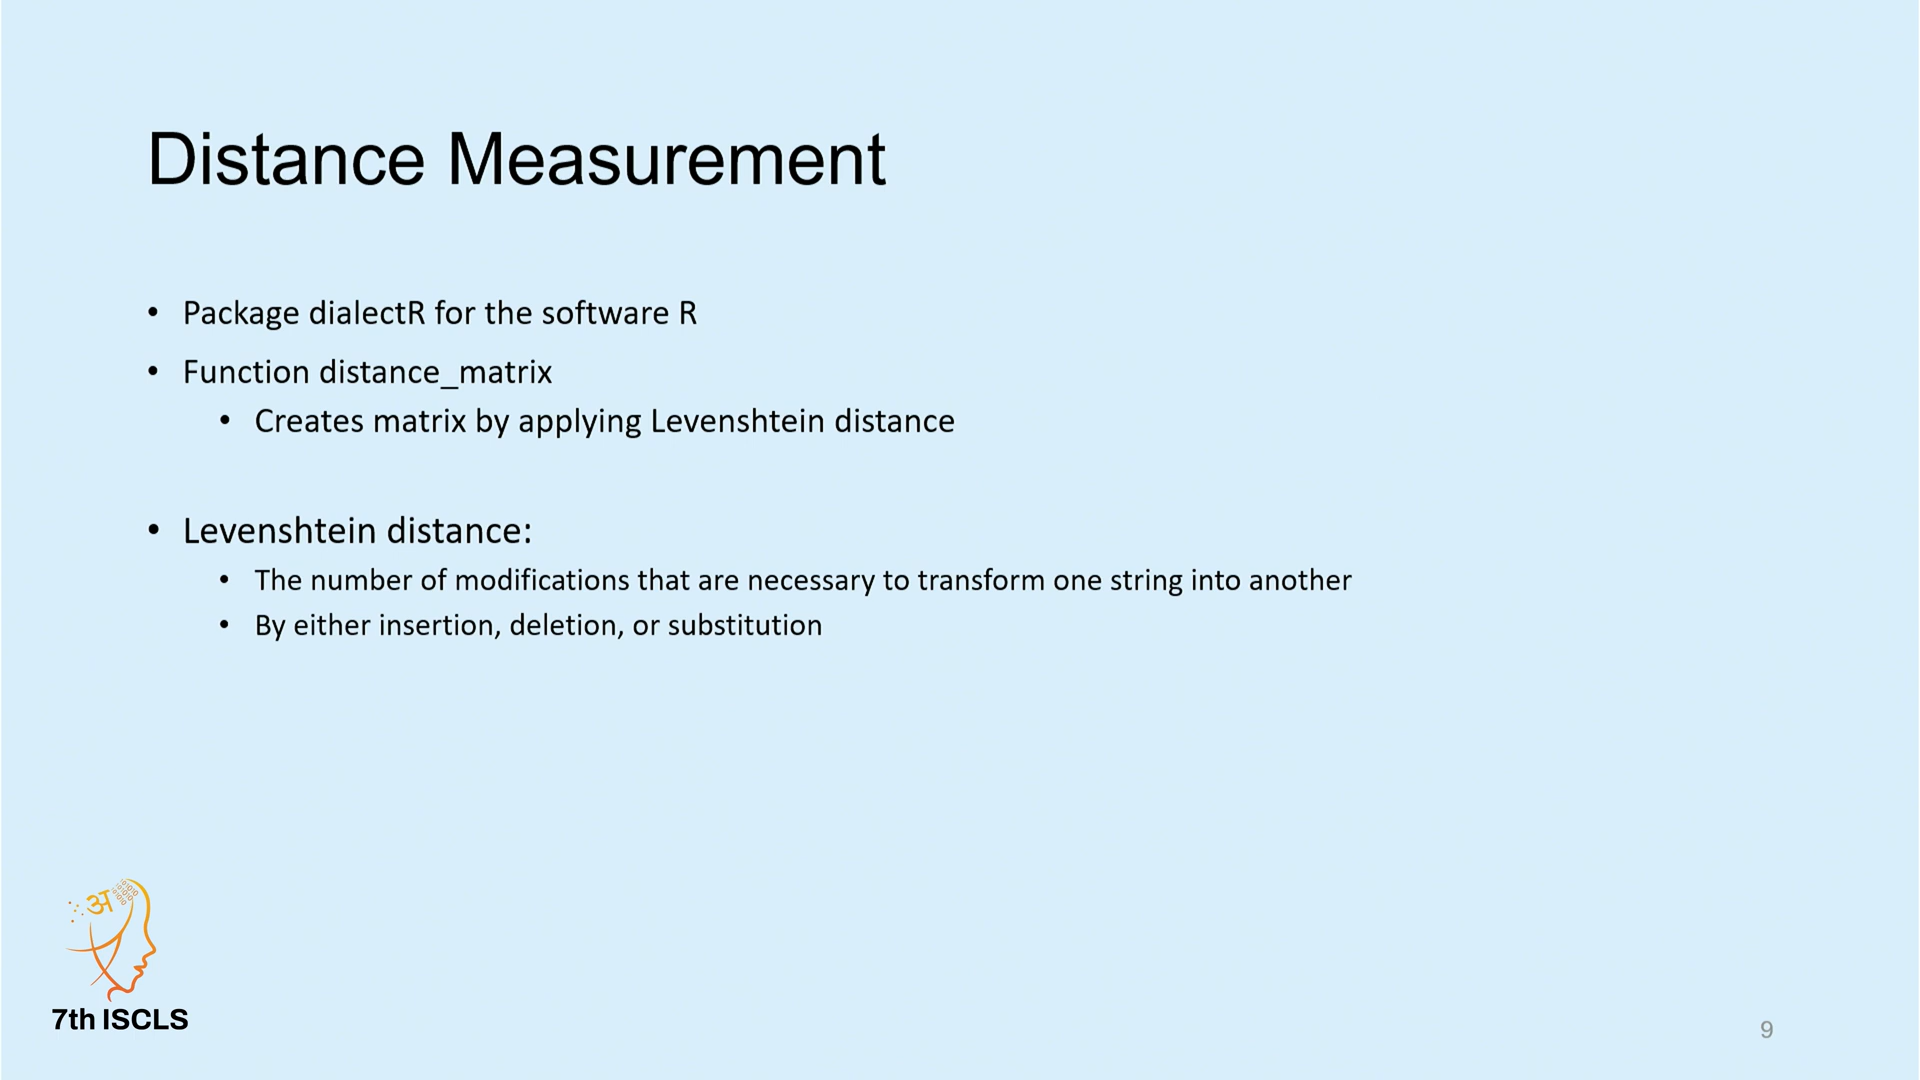 Distance Measurement
• Package dialectR for the software R
• Function distance_matrix
• Creates matrix by applying Levenshtein distance
• Levenshtein distance:
• The number of modifications that are necessary to transform one string into another
• By either insertion, deletion, or substitution
अ
7th ISCLS
9